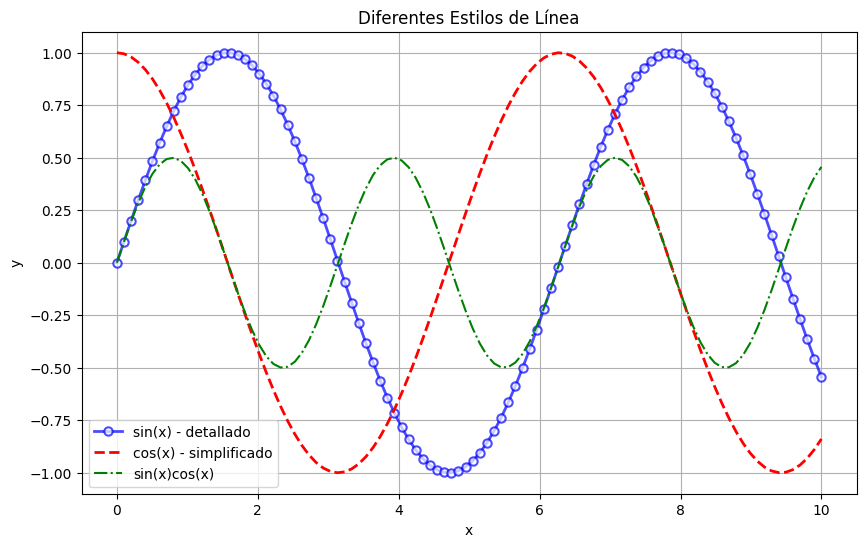 Diferentes Estilos de Línea
1.00
0.75
0.50
0.25
0.00
−0.25
−0.50
−0.75
−1.00
y
sin(x) - detallado
cos(x) - simplificado
sin(x)cos(x)
0 2 4 6 8 10
x